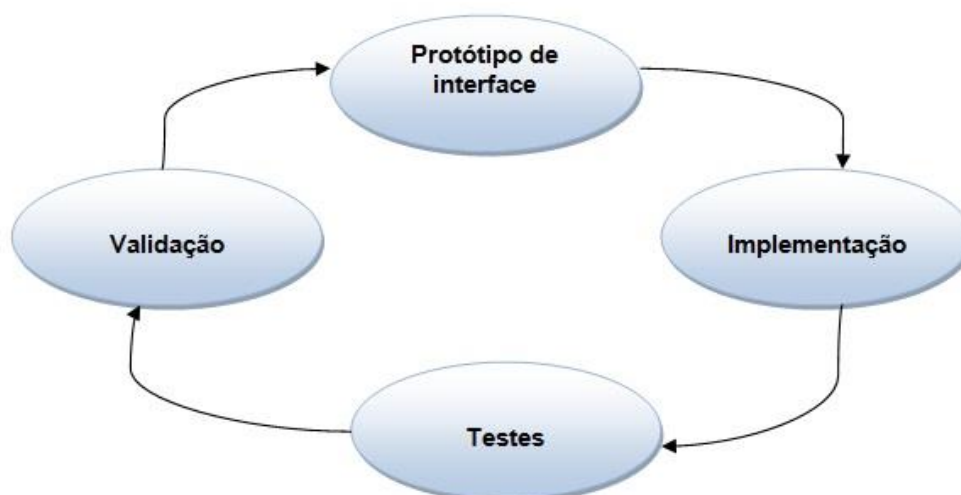 Protótipo de
interface
Validação
Implementação
Testes